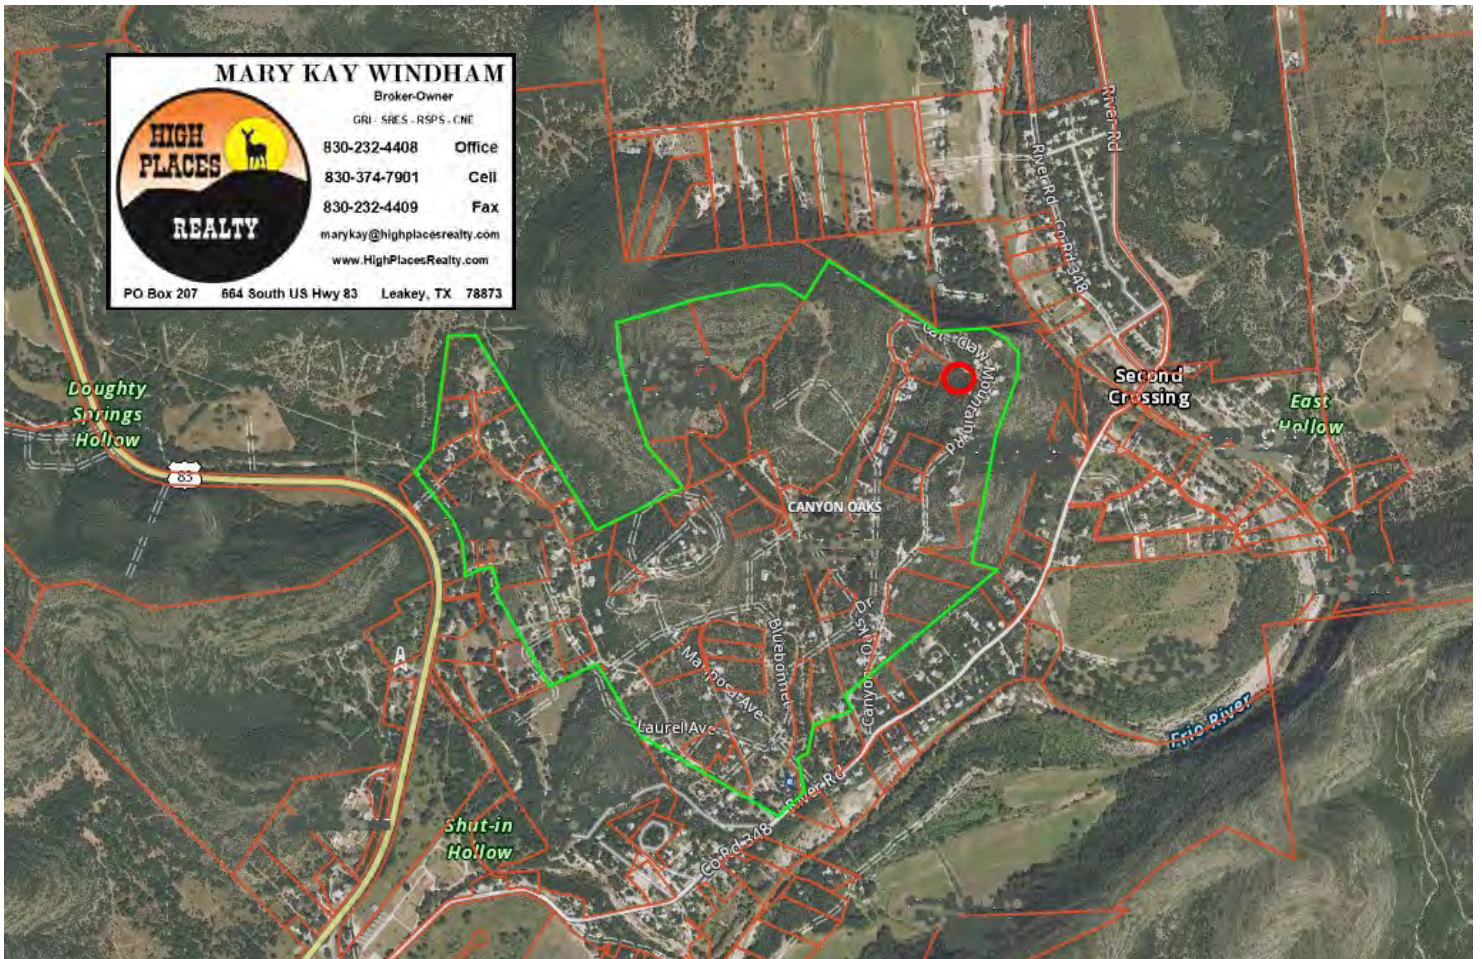 MARY KAY WINDHAM
Broker-Owner
GRI - SRES - RSPS - CNE
HIGH
PLACES
REALTY
830-232-4408 Office
830-374-7901 Cell
830-232-4409 Fax
marykay@highplacesrealty.com
www.HighPlacesRealty.com
PO Box 207 664 South US Hwy 83 Leakey, TX 78873
River Rd
River Rd - Co Rd 348
Claw Mountain Rd
Second
Crossing
Doughty
Springs
Hollow
East
Hollow
83
CANYON OAKS
Canyon Oaks Dr
Bluebonnet
Mariposa Ave
Laurel Ave
Frio River
River Rd
Co Rd 348
Shut-in
Hollow